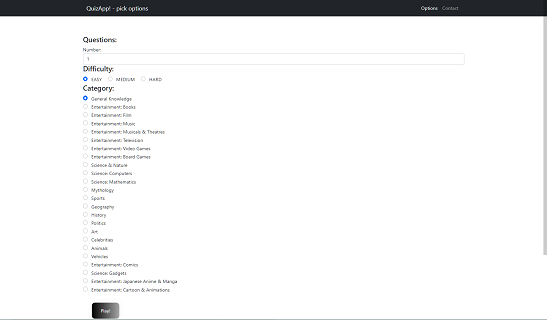 QuizApp! - pick options
Options Contact
Questions:
Number:
1
Difficulty:
EASY MEDIUM HARD
Category:
General Knowledge
Entertainment: Books
Entertainment: Film
Entertainment: Music
Entertainment: Musicals & Theatres
Entertainment: Television
Entertainment: Video Games
Entertainment: Board Games
Science & Nature
Science: Computers
Science: Mathematics
Mythology
Sports
Geography
History
Politics
Art
Celebrities
Animals
Vehicles
Entertainment: Comics
Science: Gadgets
Entertainment: Japanese Anime & Manga
Entertainment: Cartoon & Animations
Play!